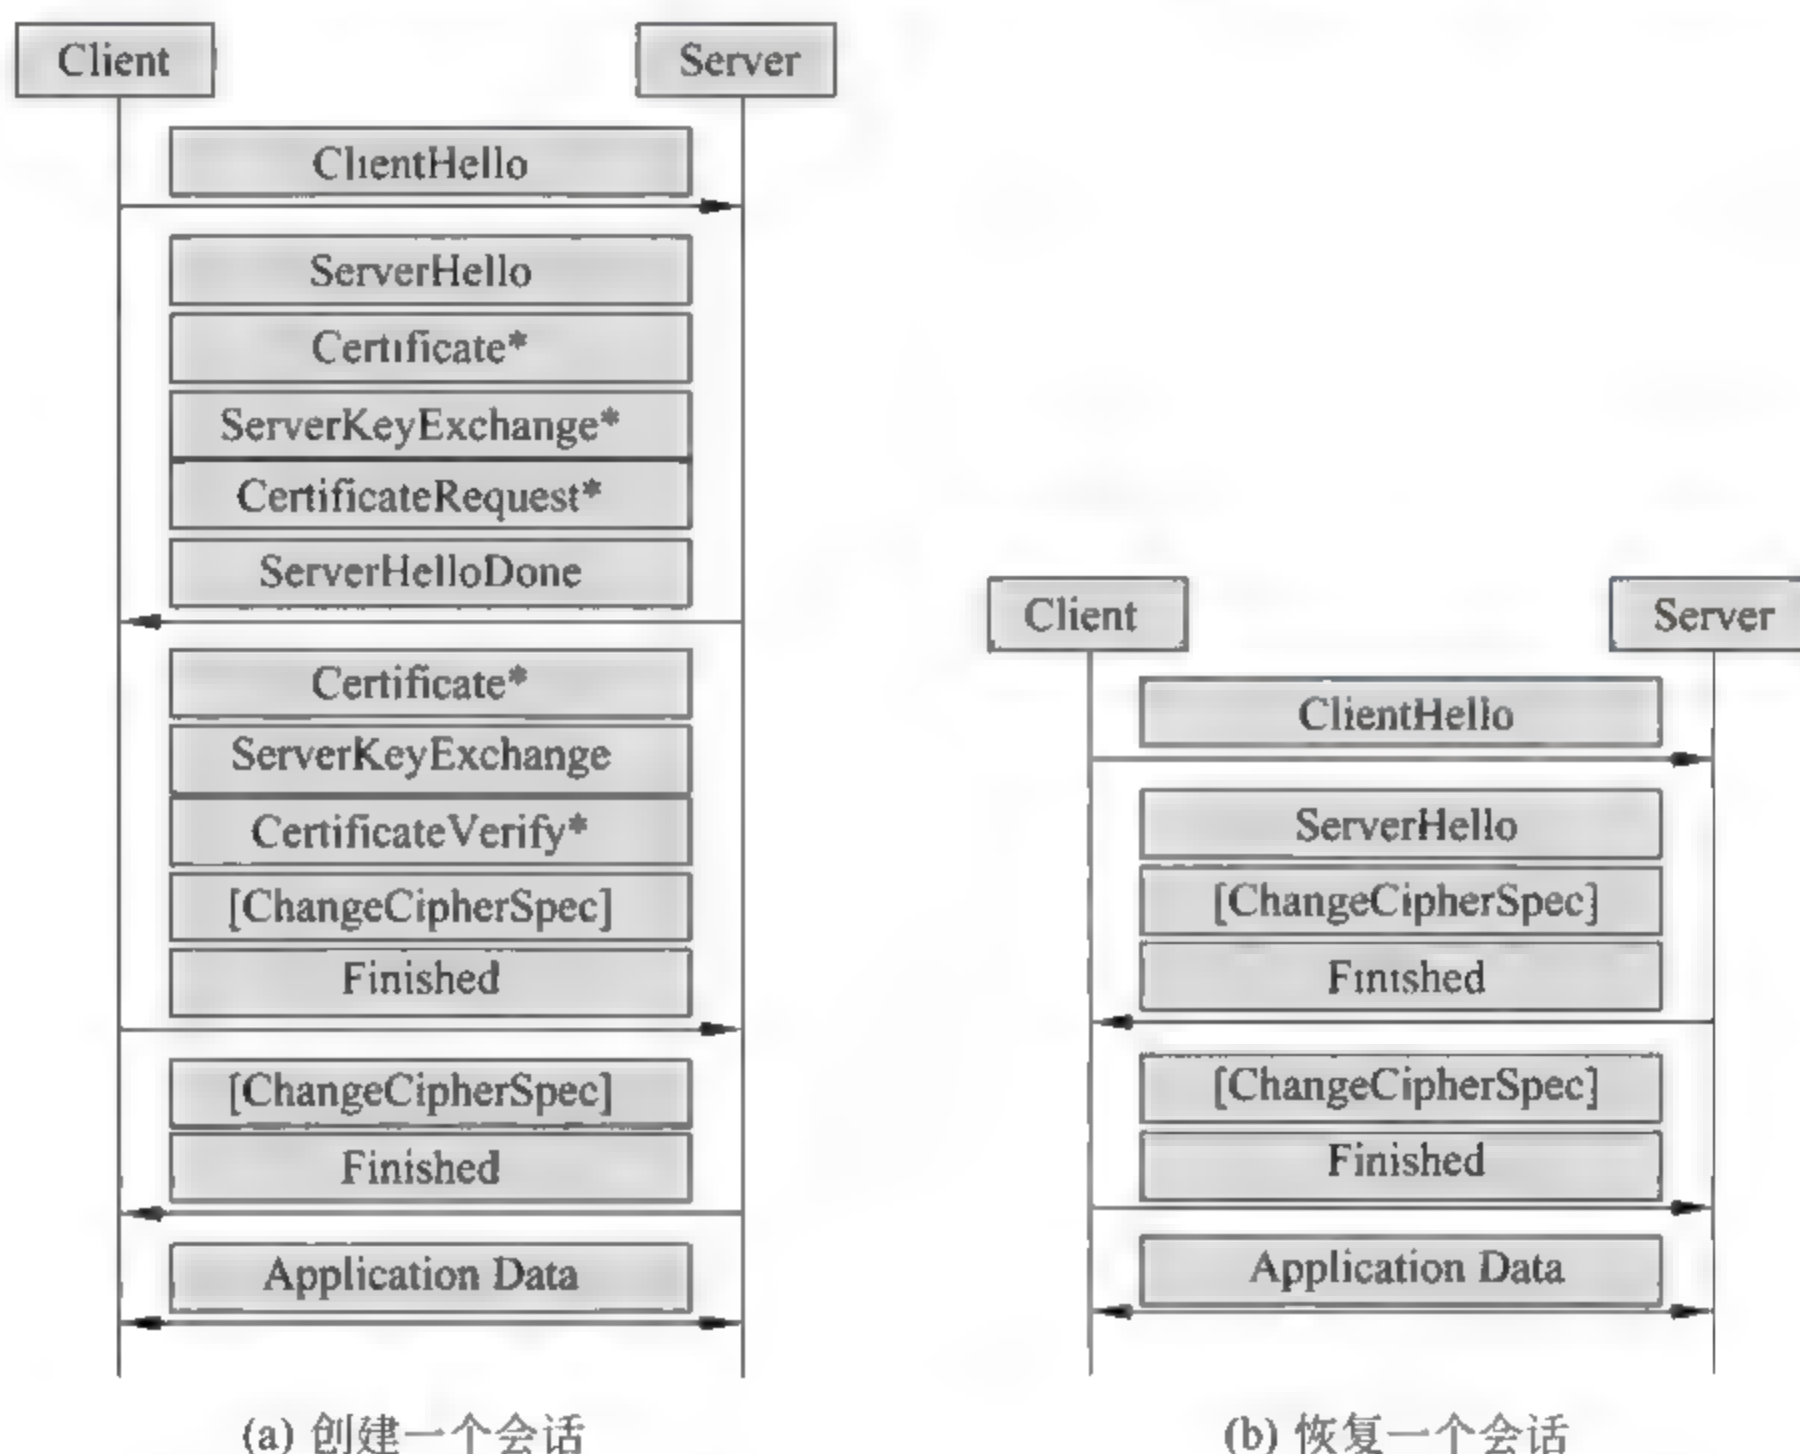 Client
Server
ClientHello
ServerHello
Certificate*
ServerKeyExchange*
CertificateRequest*
ServerHelloDone
Certificate*
ServerKeyExchange
CertificateVerify*
[ChangeCipherSpec]
Finished
[ChangeCipherSpec]
Finished
Application Data
(a) 创建一个会话
Client
Server
ClientHello
ServerHello
[ChangeCipherSpec]
Finished
[ChangeCipherSpec]
Finished
Application Data
(b) 恢复一个会话